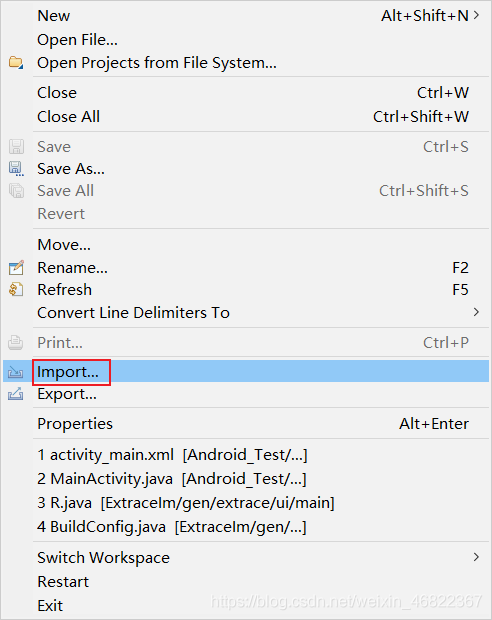 New Alt+Shift+N >
Open File...
Open Projects from File System...
Close Ctrl+W
Close All Ctrl+Shift+W
Save Ctrl+S
Save As...
Save All Ctrl+Shift+S
Revert
Move...
Rename... F2
Refresh F5
Convert Line Delimiters To >
Print... Ctrl+P
Import...
Export...
Properties Alt+Enter
1 activity_main.xml [Android_Test/...]
2 MainActivity.java [Android_Test/...]
3 R.java [ExtraceIm/gen/extrace/ui/main]
4 BuildConfig.java [ExtraceIm/gen/...]
Switch Workspace >
Restart
Exit
https://blog.csdn.net/weixin_46822367